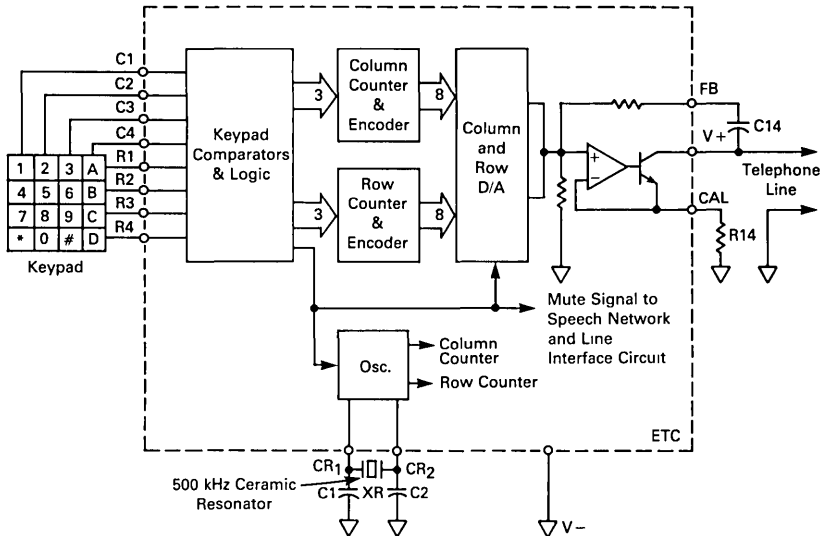 C1
C2
C3
C4
R1
R2
R3
R4
1 2 3 A
4 5 6 B
7 8 9 C
* 0 # D
Keypad
Keypad
Comparators
& Logic
3
Column
Counter
&
Encoder
8
3
Row
Counter
&
Encoder
8
Column
and
Row
D/A
+
−
FB
C14
V+
Telephone
Line
CAL
R14
Mute Signal to
Speech Network
and Line
Interface Circuit
Osc.
Column
Counter
Row Counter
ETC
CR1
CR2
500 kHz Ceramic
Resonator
C1
XR
C2
V−